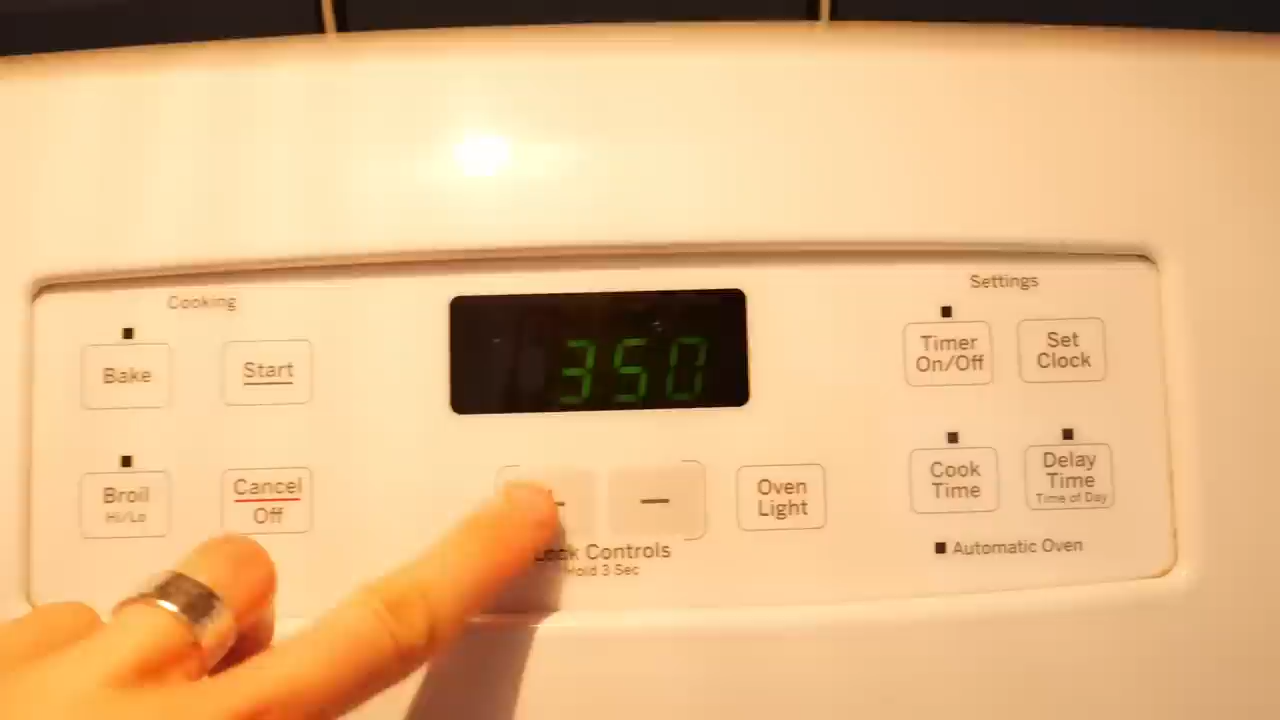 Cooking
Bake
Start
Broil
Hi/Lo
Cancel
Off
350
Oven
Light
Lock Controls
Hold 3 Sec
Settings
Timer
On/Off
Set
Clock
Cook
Time
Delay
Time
Time of Day
Automatic Oven